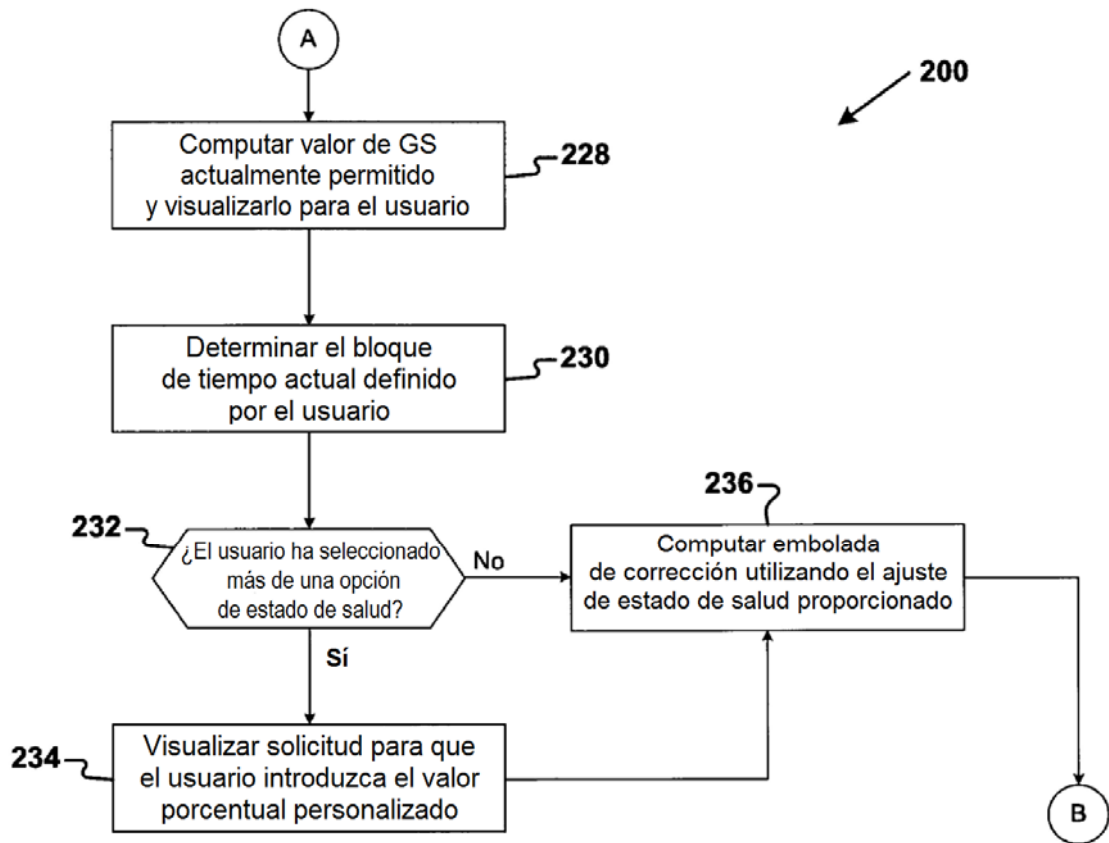 A
200
Computar valor de GS
actualmente permitido
y visualizarlo para el usuario
228
Determinar el bloque
de tiempo actual definido
por el usuario
230
232
¿El usuario ha seleccionado
más de una opción
de estado de salud?
No
Sí
236
Computar embolada
de corrección utilizando el ajuste
de estado de salud proporcionado
234
Visualizar solicitud para que
el usuario introduzca el valor
porcentual personalizado
B